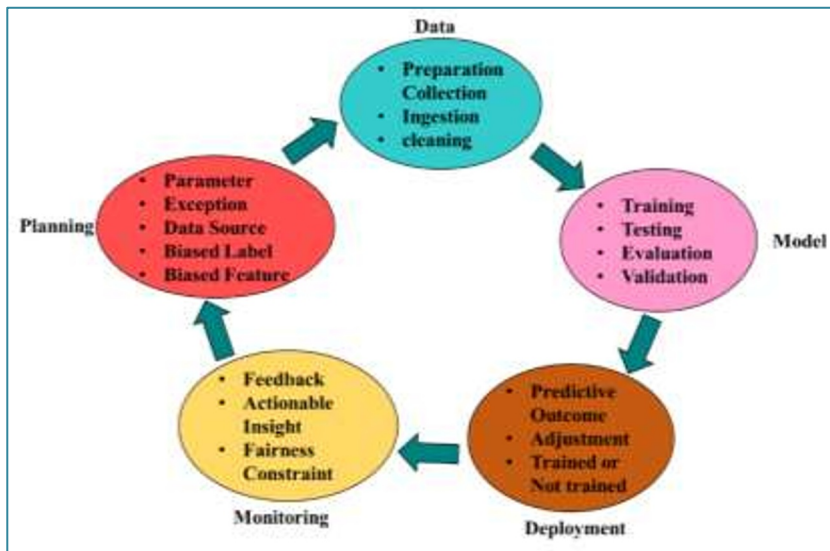 Data
• Preparation
Collection
• Ingestion
• cleaning
Planning
• Parameter
• Exception
• Data Source
• Biased Label
• Biased Feature
• Training
• Testing
• Evaluation
• Validation
Model
• Feedback
• Actionable
Insight
• Fairness
Constraint
Monitoring
• Predictive
Outcome
• Adjustment
• Trained or
Not trained
Deployment